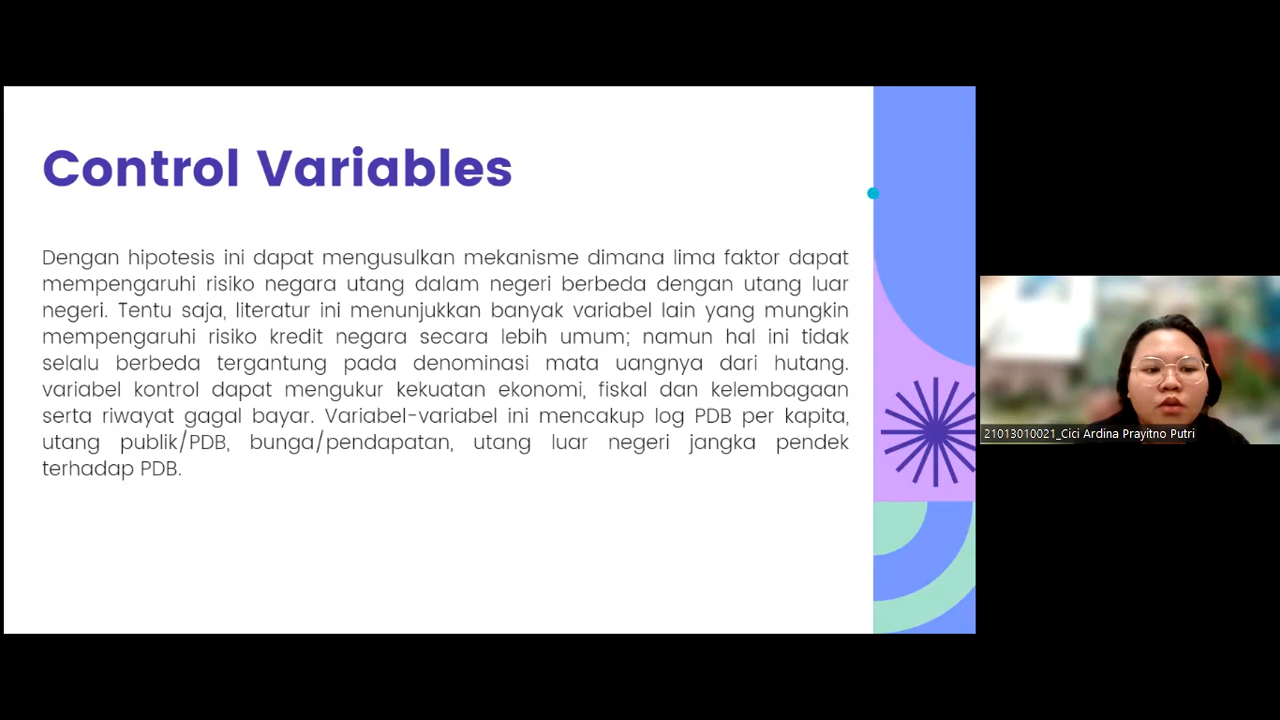 Control Variables
Dengan hipotesis ini dapat mengusulkan mekanisme dimana lima faktor dapat
mempengaruhi risiko negara utang dalam negeri berbeda dengan utang luar
negeri. Tentu saja, literatur ini menunjukkan banyak variabel lain yang mungkin
mempengaruhi risiko kredit negara secara lebih umum; namun hal ini tidak
selalu berbeda tergantung pada denominasi mata uangnya dari hutang.
variabel kontrol dapat mengukur kekuatan ekonomi, fiskal dan kelembagaan
serta riwayat gagal bayar. Variabel-variabel ini mencakup log PDB per kapita,
utang publik/PDB, bunga/pendapatan, utang luar negeri jangka pendek
terhadap PDB.
21013010021_Cici Ardina Prayitno Putri